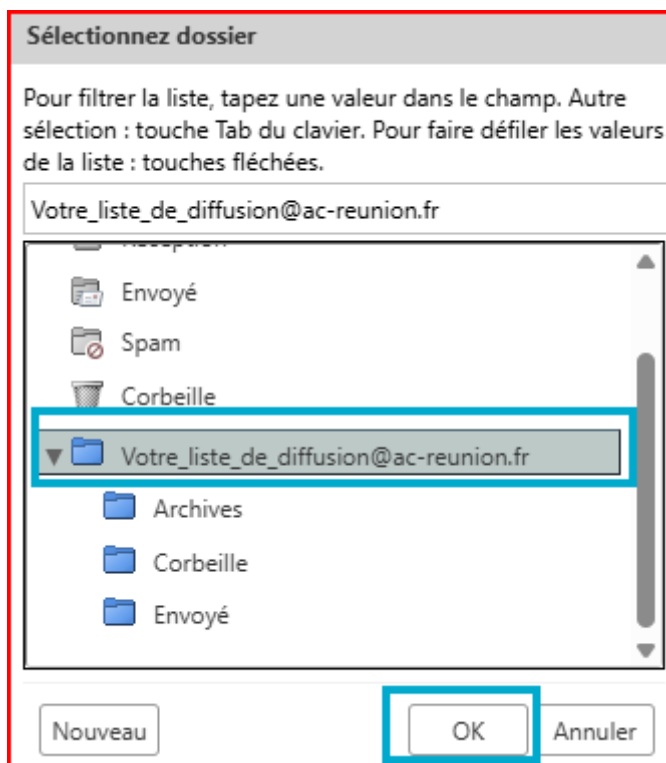 Sélectionnez dossier
Pour filtrer la liste, tapez une valeur dans le champ. Autre
sélection : touche Tab du clavier. Pour faire défiler les valeurs
de la liste : touches fléchées.
Votre_liste_de_diffusion@ac-reunion.fr
Envoyé
Spam
Corbeille
Votre_liste_de_diffusion@ac-reunion.fr
Archives
Corbeille
Envoyé
Nouveau
OK
Annuler